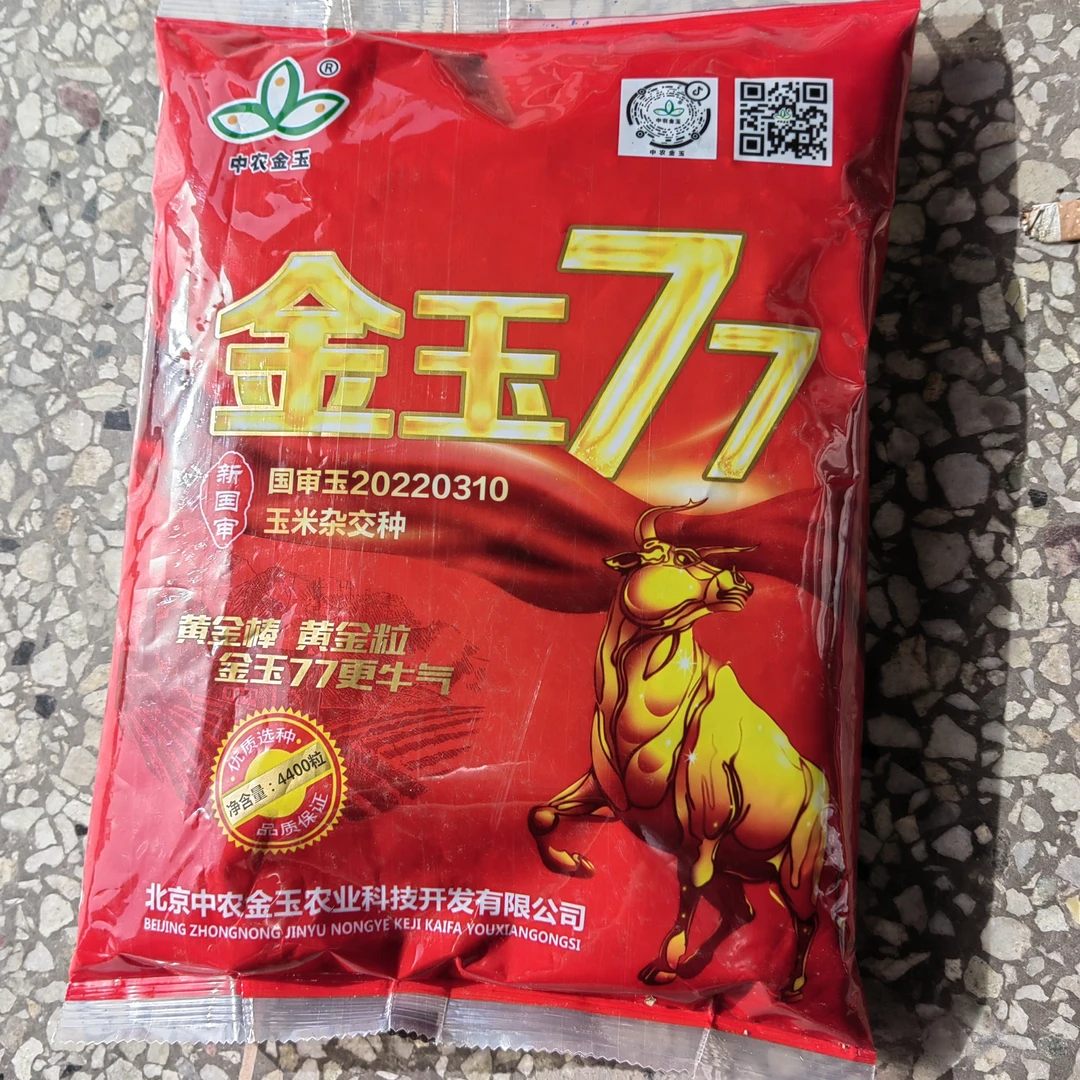 ®
中农金玉
中农金玉
金玉77
新国审
国审玉20220310
玉米杂交种
黄金棒 黄金粒
金玉77更牛气
优质选种
净含量：4400粒
品质保证
北京中农金玉农业科技开发有限公司
BEIJING ZHONGNONG JINYU NONGYE KEJI KAIFA YOUXIANGONGSI